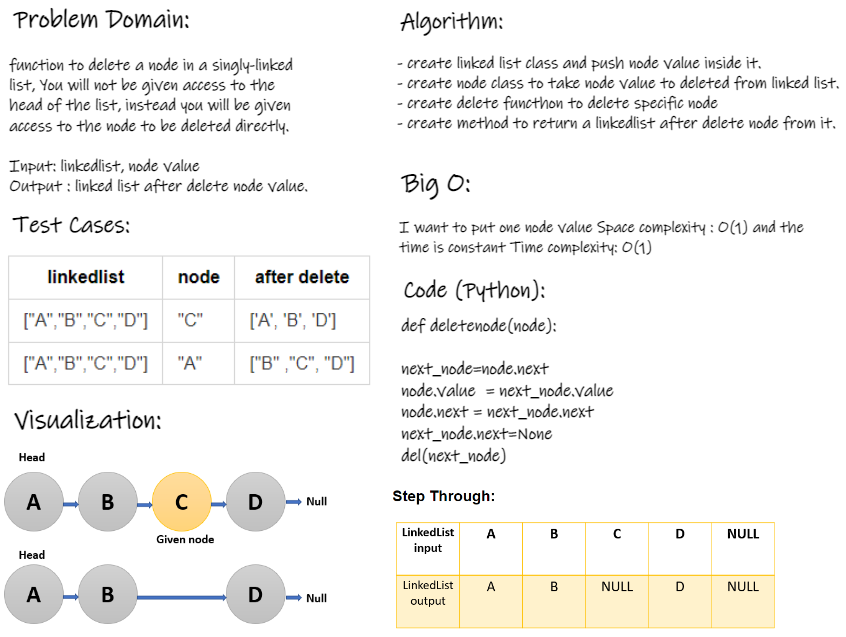 Problem Domain:
function to delete a node in a singly-linked
list, You will not be given access to the
head of the list, instead you will be given
access to the node to be deleted directly.
Input: linkedlist, node value
Output : linked list after delete node value.
Test Cases:
linkedlist node after delete
["A","B","C","D"] "C" ['A', 'B', 'D']
["A","B","C","D"] "A" ["B" ,"C", "D"]
Visualization:
Head
A B C D Null
Given node
Head
A B D Null
Algorithm:
- create linked list class and push node value inside it.
- create node class to take node value to deleted from linked list.
- create delete functhon to delete specific node
- create method to return a linkedlist after delete node from it.
Big O:
I want to put one node value Space complexity : O(1) and the
time is constant Time complexity: O(1)
Code (Python):
def deletenode(node):
next_node=node.next
node.value = next_node.value
node.next = next_node.next
next_node.next=None
del(next_node)
Step Through:
LinkedList
input
A B C D NULL
LinkedList
output
A B NULL D NULL